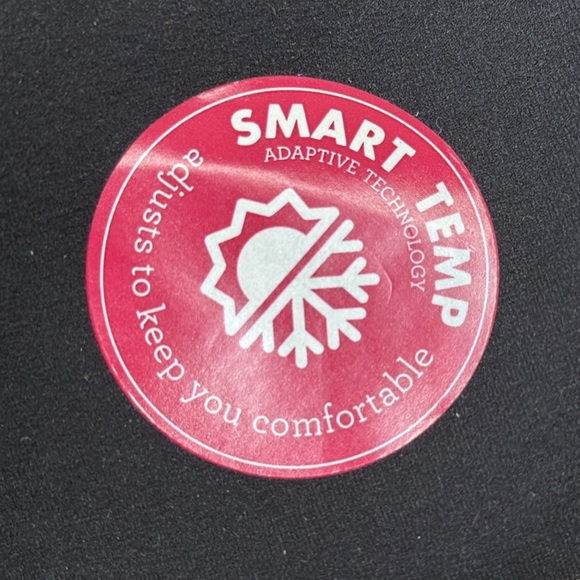 SMART TEMP
ADAPTIVE TECHNOLOGY
adjusts to keep you comfortable